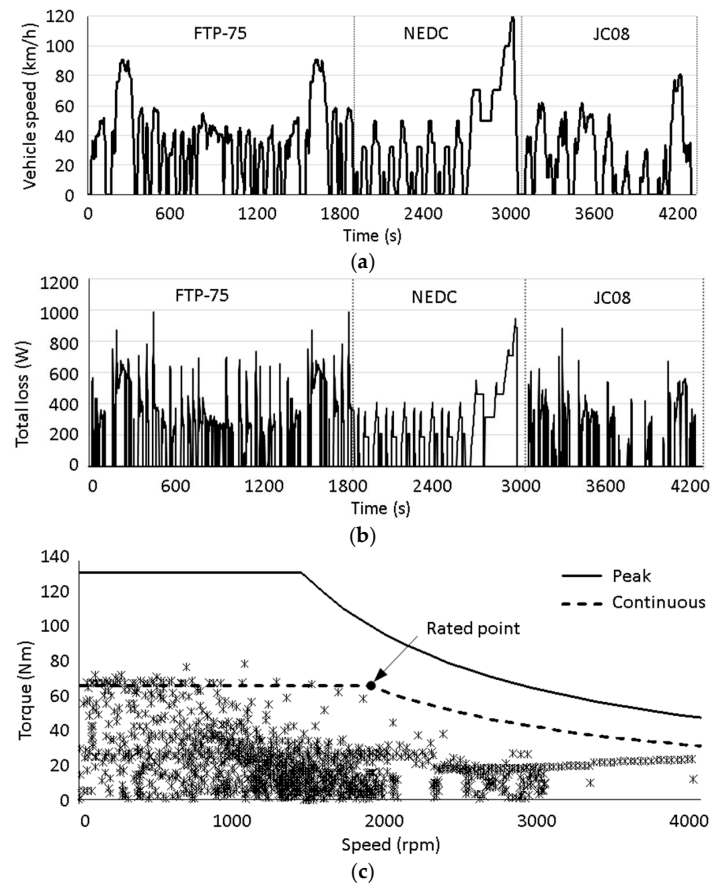 FTP-75 NEDC JC08
Vehicle speed (km/h)
120
100
80
60
40
20
0
0 600 1200 1800 2400 3000 3600 4200
Time (s)
(a)
FTP-75 NEDC JC08
Total loss (W)
1200
1000
800
600
400
200
0
0 600 1200 1800 2400 3000 3600 4200
Time (s)
(b)
Torque (Nm)
140
120
100
80
60
40
20
0
Peak
Continuous
Rated point
0 1000 2000 3000 4000
Speed (rpm)
(c)